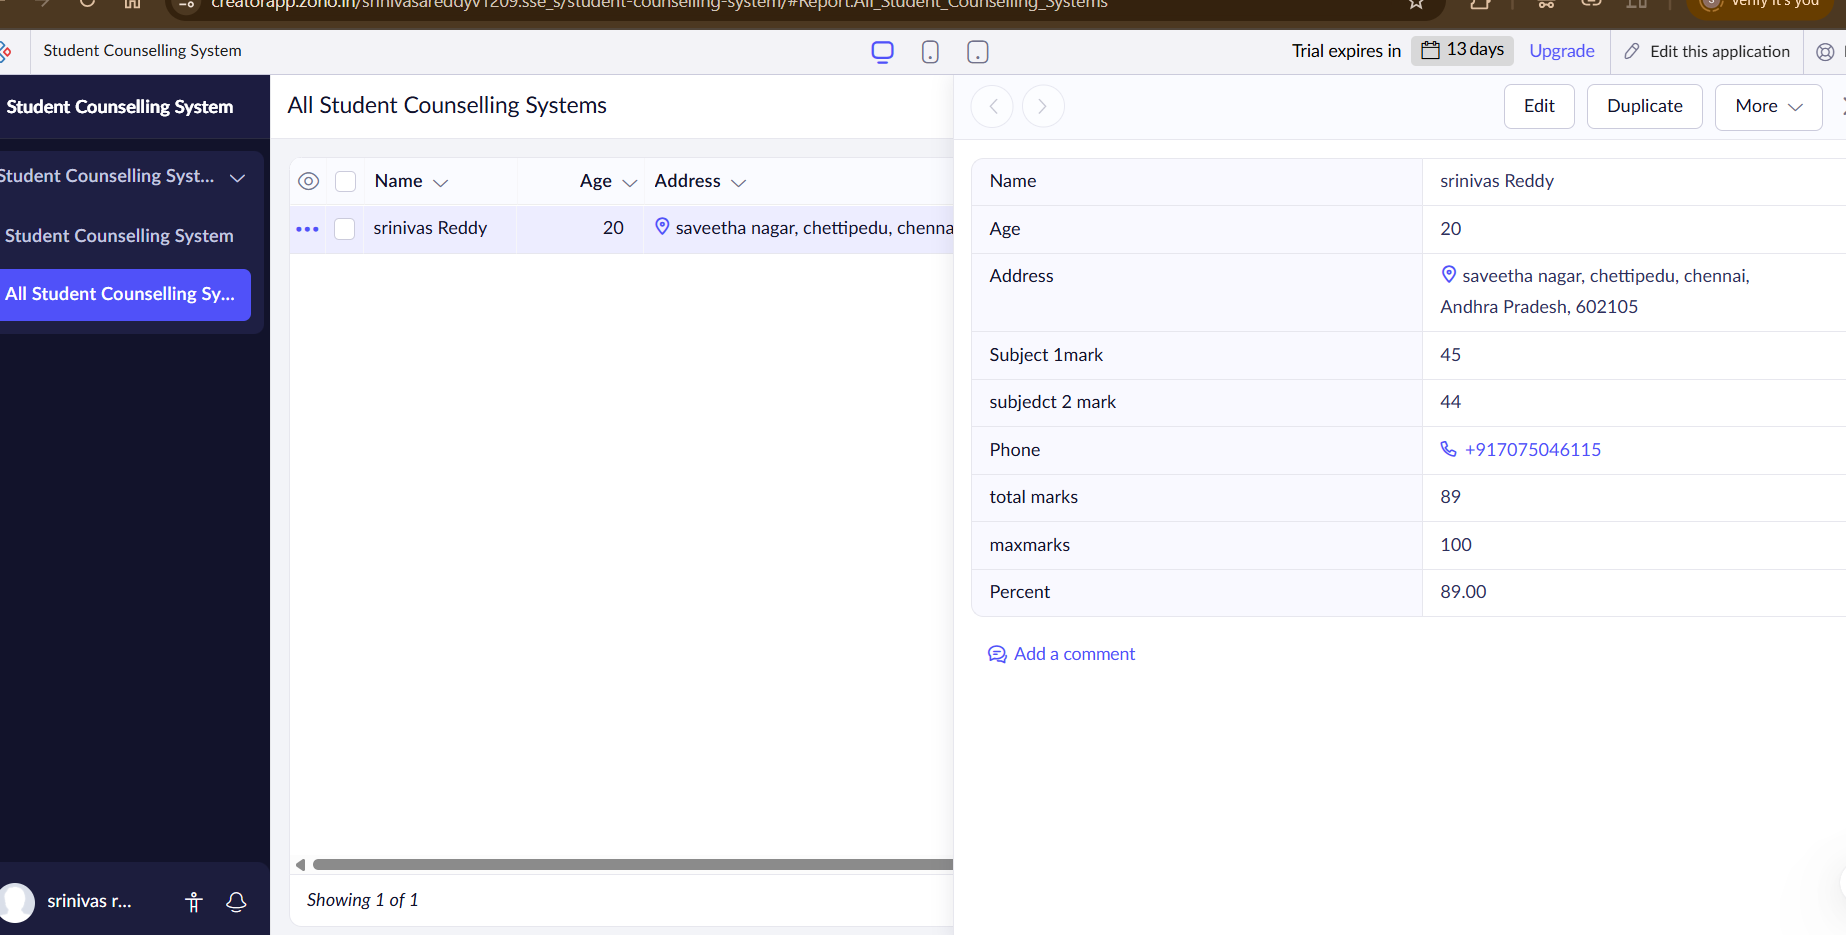 creatorapp.zoho.in/srinivasareddyv1209.sse_s/student-counselling-system/#Report:All_Student_Counselling_Systems
Verify it's you
Student Counselling System
Trial expires in 13 days Upgrade Edit this application
Student Counselling System
Student Counselling Syst...
Student Counselling System
All Student Counselling Sy...
srinivas r...
All Student Counselling Systems
Name Age Address
srinivas Reddy 20 saveetha nagar, chettipedu, chenna
Showing 1 of 1
Edit Duplicate More
Name srinivas Reddy
Age 20
Address saveetha nagar, chettipedu, chennai,
Andhra Pradesh, 602105
Subject 1mark 45
subjedct 2 mark 44
Phone +917075046115
total marks 89
maxmarks 100
Percent 89.00
Add a comment